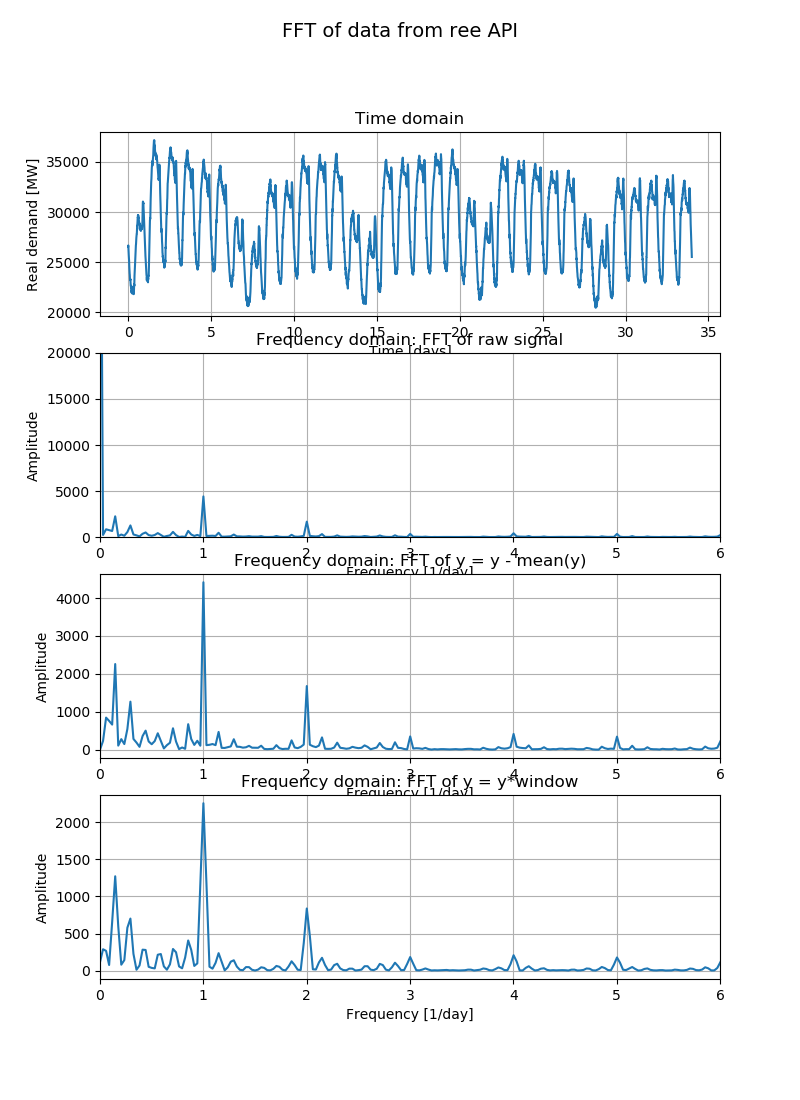 FFT of data from ree API
Time domain
35000
30000
25000
20000
Real demand [MW]
0 5 10 15 20 25 30 35
Time [days]
Frequency domain: FFT of raw signal
20000
15000
10000
5000
0
Amplitude
0 1 2 3 4 5 6
Frequency [1/day]
Frequency domain: FFT of y = y - mean(y)
4000
3000
2000
1000
0
Amplitude
0 1 2 3 4 5 6
Frequency [1/day]
Frequency domain: FFT of y = y*window
2000
1500
1000
500
0
Amplitude
0 1 2 3 4 5 6
Frequency [1/day]